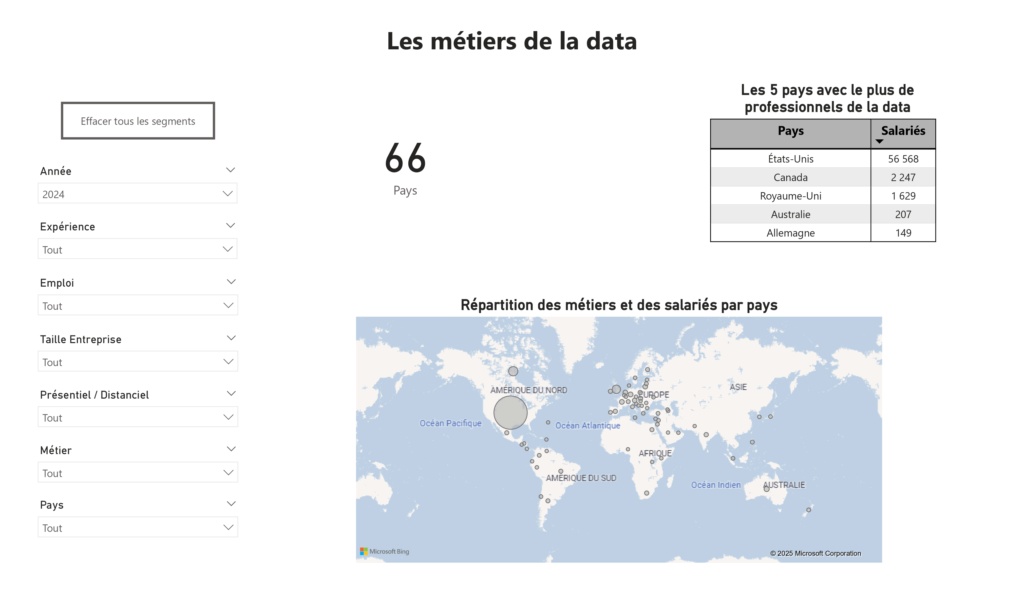 Les métiers de la data
Effacer tous les segments
Année
2024
Expérience
Tout
Emploi
Tout
Taille Entreprise
Tout
Présentiel / Distanciel
Tout
Métier
Tout
Pays
Tout
66
Pays
Les 5 pays avec le plus de
professionnels de la data
Pays Salariés
États-Unis 56 568
Canada 2 247
Royaume-Uni 1 629
Australie 207
Allemagne 149
Répartition des métiers et des salariés par pays
AMÉRIQUE DU NORD
EUROPE
ASIE
Océan Pacifique
Océan Atlantique
AFRIQUE
AMÉRIQUE DU SUD
Océan Indien
AUSTRALIE
Microsoft Bing
© 2025 Microsoft Corporation